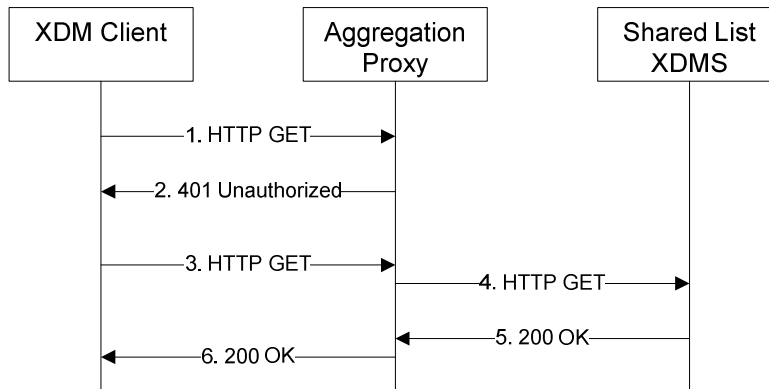 XDM Client
Aggregation
Proxy
Shared List
XDMS
1. HTTP GET
2. 401 Unauthorized
3. HTTP GET
4. HTTP GET
5. 200 OK
6. 200 OK